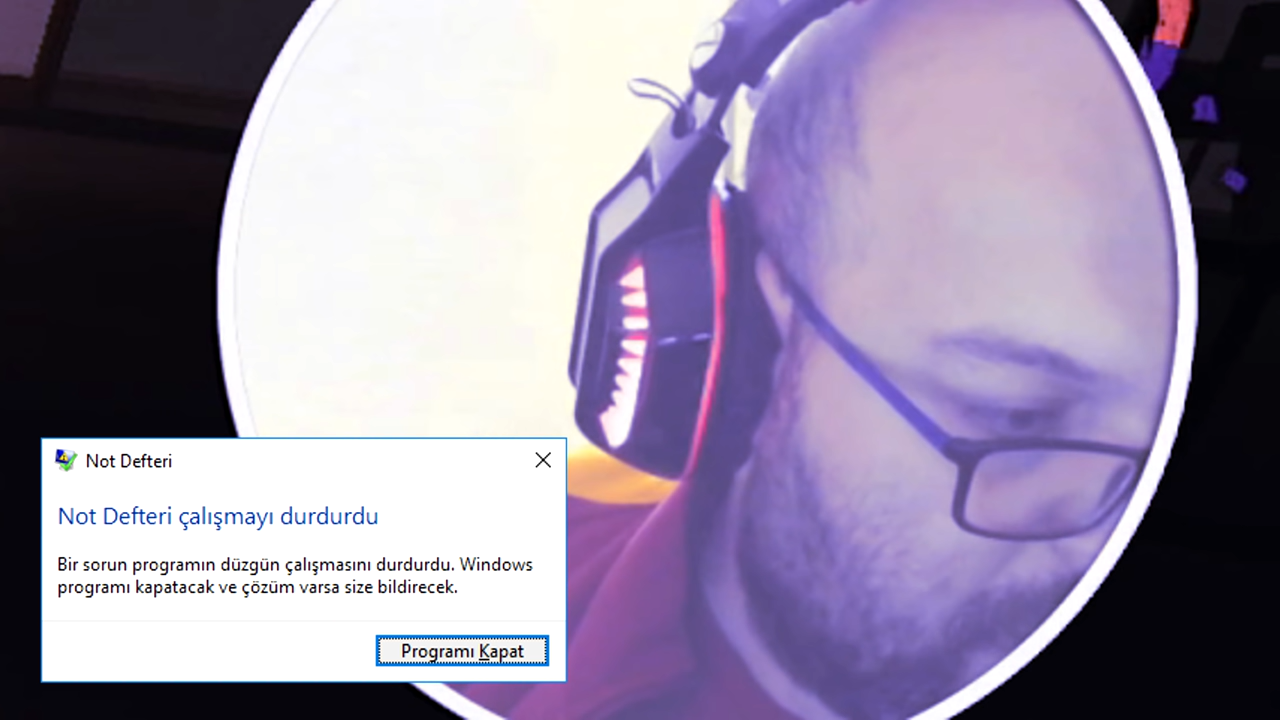 Not Defteri
Not Defteri çalışmayı durdurdu
Bir sorun programın düzgün çalışmasını durdurdu. Windows
programı kapatacak ve çözüm varsa size bildirecek.
Programı Kapat